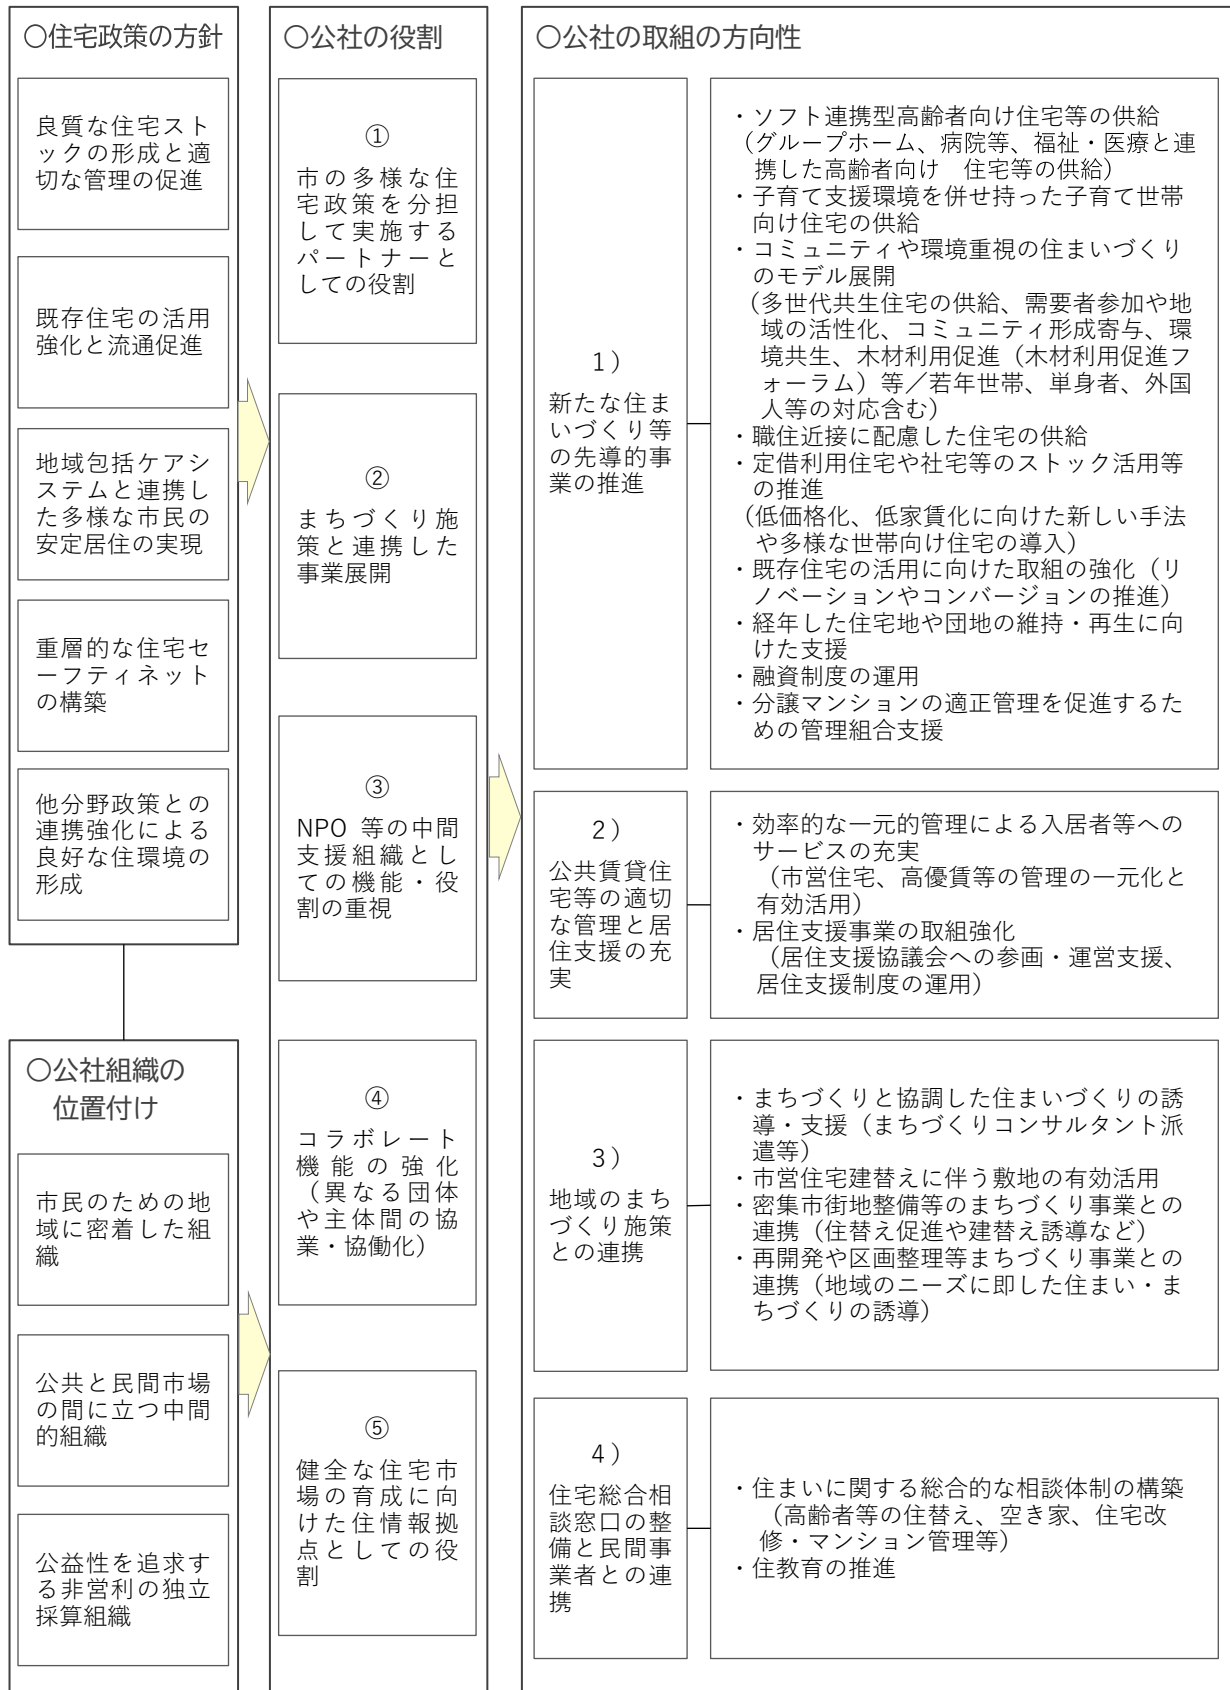 〇住宅政策の方針
良質な住宅スト
ックの形成と適
切な管理の促進
既存住宅の活用
強化と流通促進
地域包括ケアシ
ステムと連携し
た多様な市民の
安定居住の実現
重層的な住宅セ
ーフティネット
の構築
他分野政策との
連携強化による
良好な住環境の
形成
〇公社組織の
位置付け
市民のための地
域に密着した組
織
公共と民間市場
の間に立つ中間
的組織
公益性を追求す
る非営利の独立
採算組織
〇公社の役割
①
市の多様な住
宅政策を分担
して実施する
パートナーと
しての役割
②
まちづくり施
策と連携した
事業展開
③
NPO 等の中間
支援組織とし
ての機能・役
割の重視
④
コラボレート
機能の強化
（異なる団体
や主体間の協
業・協働化）
⑤
健全な住宅市
場の育成に向
けた住情報拠
点としての役
割
〇公社の取組の方向性
1）
新たな住ま
いづくり等
の先導的事
業の推進
・ソフト連携型高齢者向け住宅等の供給
（グループホーム、病院等、福祉・医療と連
携した高齢者向け　住宅等の供給）
・子育て支援環境を併せ持った子育て世帯
向け住宅の供給
・コミュニティや環境重視の住まいづくり
のモデル展開
（多世代共生住宅の供給、需要者参加や地
域の活性化、コミュニティ形成寄与、環
境共生、木材利用促進（木材利用促進フ
ォーラム）等／若年世帯、単身者、外国
人等の対応含む）
・職住近接に配慮した住宅の供給
・定借利用住宅や社宅等のストック活用等
の推進
（低価格化、低家賃化に向けた新しい手法
や多様な世帯向け住宅の導入）
・既存住宅の活用に向けた取組の強化（リ
ノベーションやコンバージョンの推進）
・経年した住宅地や団地の維持・再生に向
けた支援
・融資制度の運用
・分譲マンションの適正管理を促進するた
めの管理組合支援
2）
公共賃貸住
宅等の適切
な管理と居
住支援の充
実
・効率的な一元的管理による入居者等への
サービスの充実
（市営住宅、高優賃等の管理の一元化と
有効活用）
・居住支援事業の取組強化
（居住支援協議会への参画・運営支援、
居住支援制度の運用）
3）
地域のまち
づくり施策
との連携
・まちづくりと協調した住まいづくりの誘
導・支援（まちづくりコンサルタント派
遣等）
・市営住宅建替えに伴う敷地の有効活用
・密集市街地整備等のまちづくり事業との
連携（住替え促進や建替え誘導など）
・再開発や区画整理等まちづくり事業との
連携（地域のニーズに即した住まい・ま
ちづくりの誘導）
4）
住宅総合相
談窓口の整
備と民間事
業者との連
携
・住まいに関する総合的な相談体制の構築
（高齢者等の住替え、空き家、住宅改
修・マンション管理等）
・住教育の推進